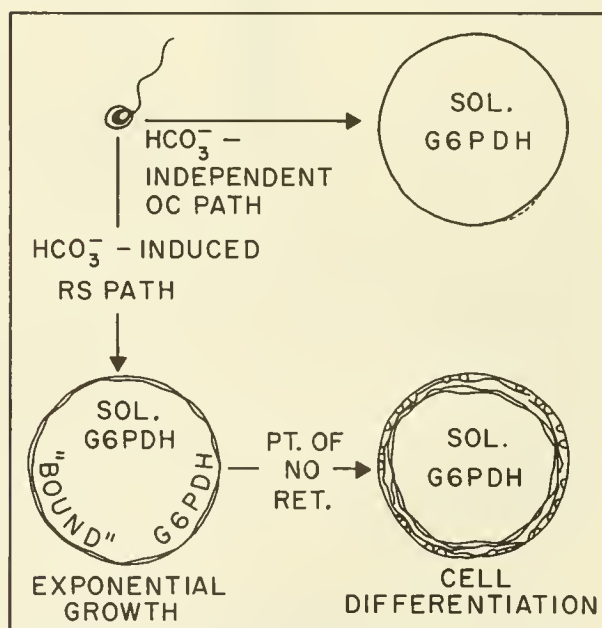 SOL.
G6PDH
HCO₃⁻ –
INDEPENDENT
OC PATH
HCO₃⁻ – INDUCED
RS PATH
SOL.
G6PDH
"BOUND" G6PDH
EXPONENTIAL
GROWTH
PT. OF
NO
RET.
SOL.
G6PDH
CELL
DIFFERENTIATION